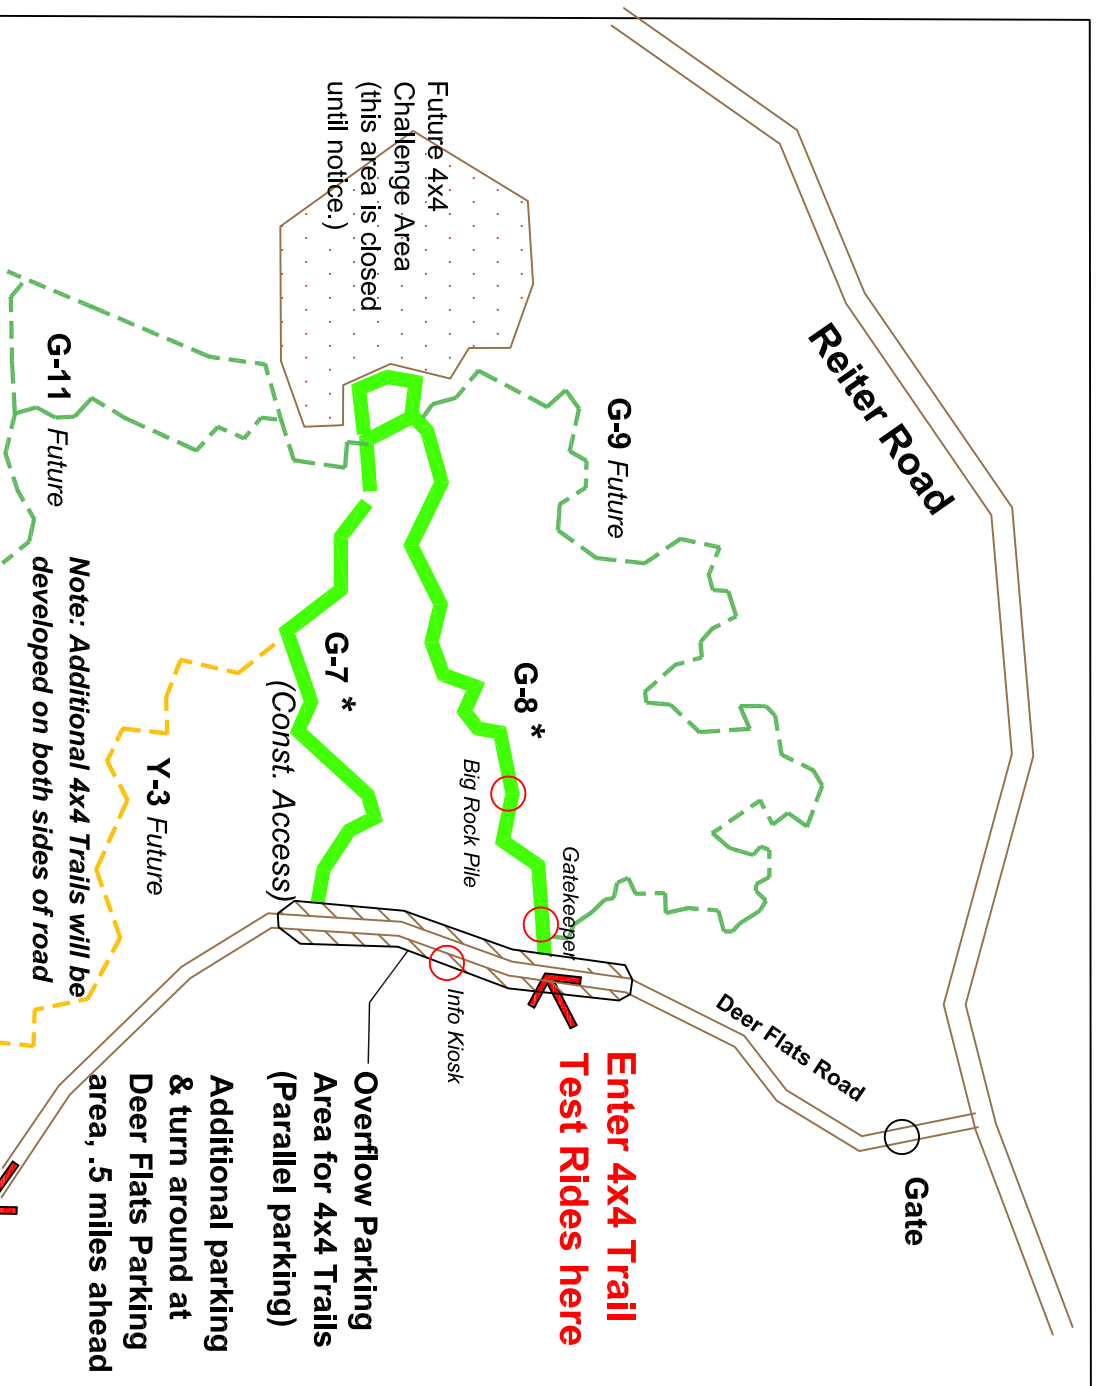 Reiter Road
Future 4x4
Challenge Area
(this area is closed
until notice.)
G-9 Future
G-11 Future
G-8 *
G-7 *
(Const. Access)
Big Rock Pile
Gatekeeper
Info Kiosk
Y-3 Future
Note: Additional 4x4 Trails will be
developed on both sides of road
Deer Flats Road
Gate
Enter 4x4 Trail
Test Rides here
Overflow Parking
Area for 4x4 Trails
(Parallel parking)
Additional parking
& turn around at
Deer Flats Parking
area, .5 miles ahead